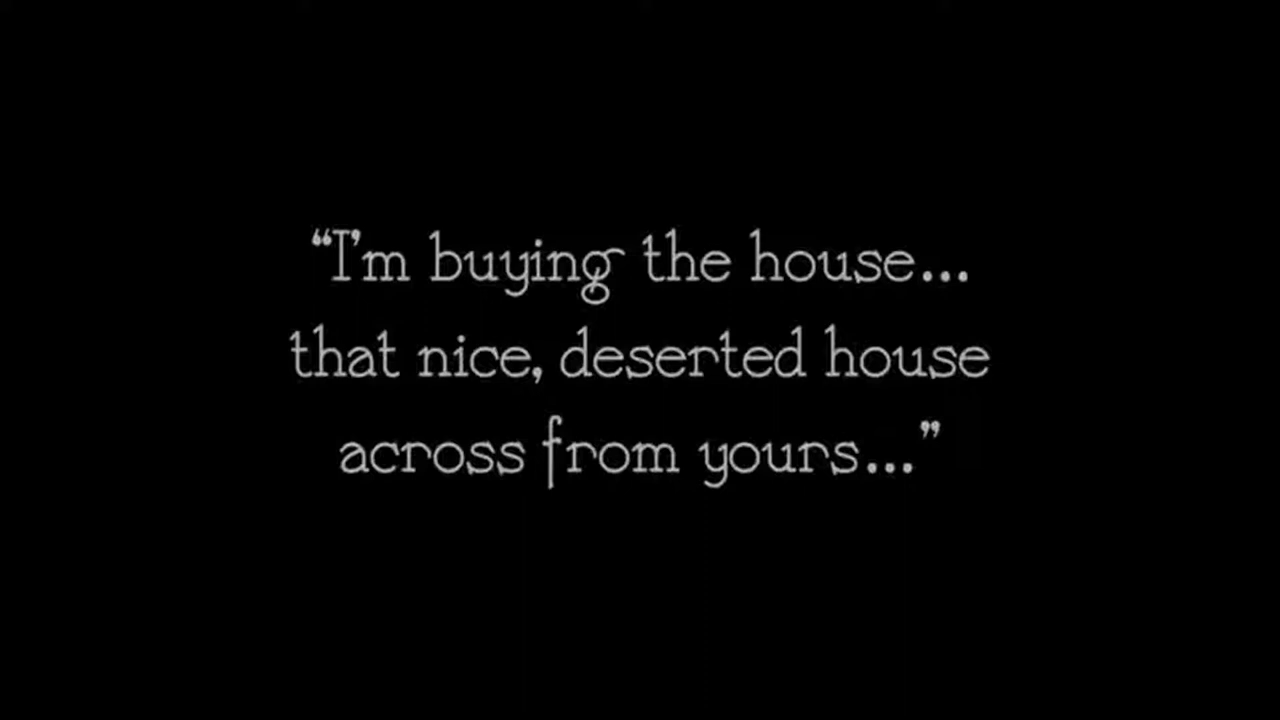 “I’m buying the house...
that nice, deserted house
across from yours...”